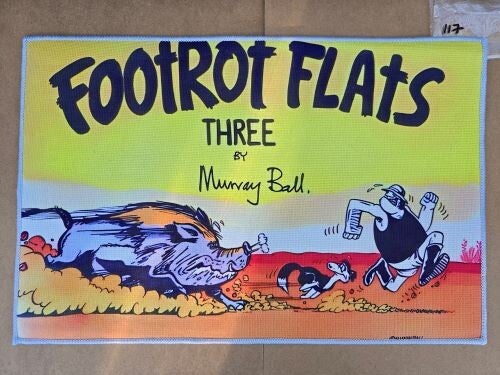 FOOTROT FLATS
THREE
BY
Murray Ball.
117